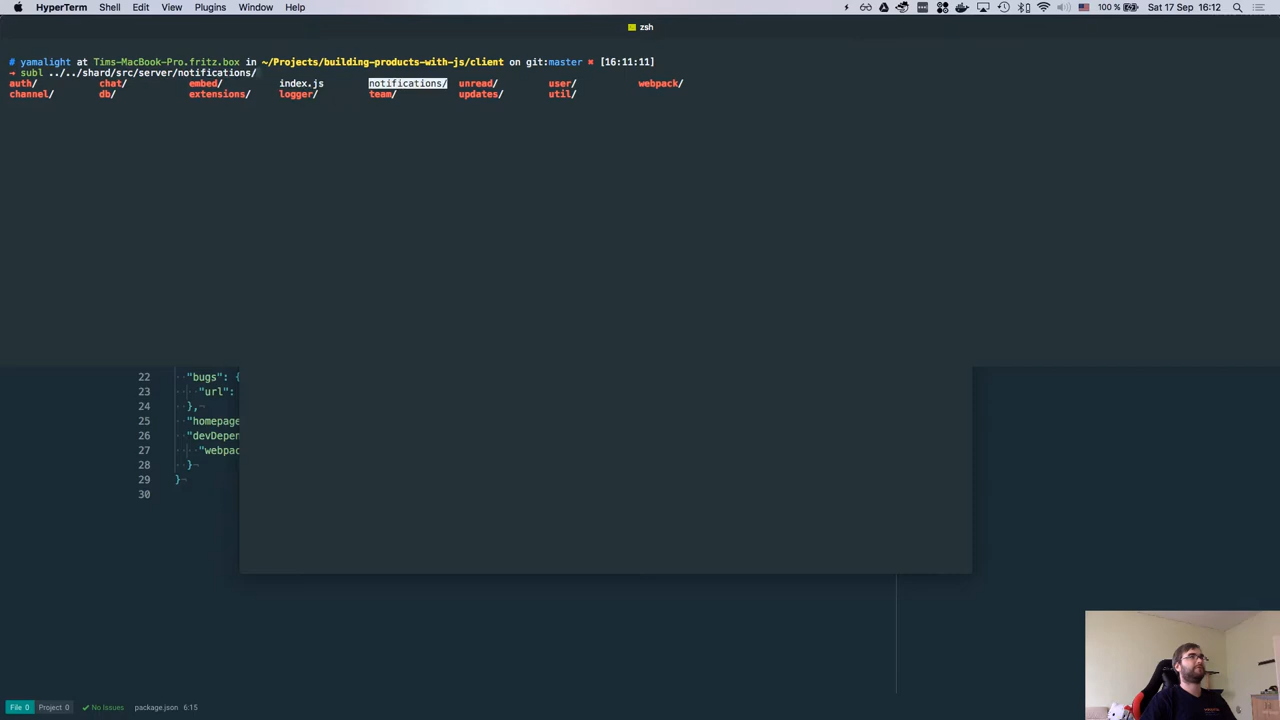 HyperTerm Shell Edit View Plugins Window Help 100 % Sat 17 Sep 16:12
zsh
# yamalight at Tims-MacBook-Pro.fritz.box in ~/Projects/building-products-with-js/client on git:master ✖ [16:11:11]
→ subl ../../shard/src/server/notifications/
auth/ chat/ embed/ index.js notifications/ unread/ user/ webpack/
channel/ db/ extensions/ logger/ team/ updates/ util/
22 "bugs": {
23 "url":
24 },¬
25 "homepage
26 "devDepen
27 "webpac
28 }¬
29 }¬
30
File 0 Project 0 ✓ No Issues package.json 6:15